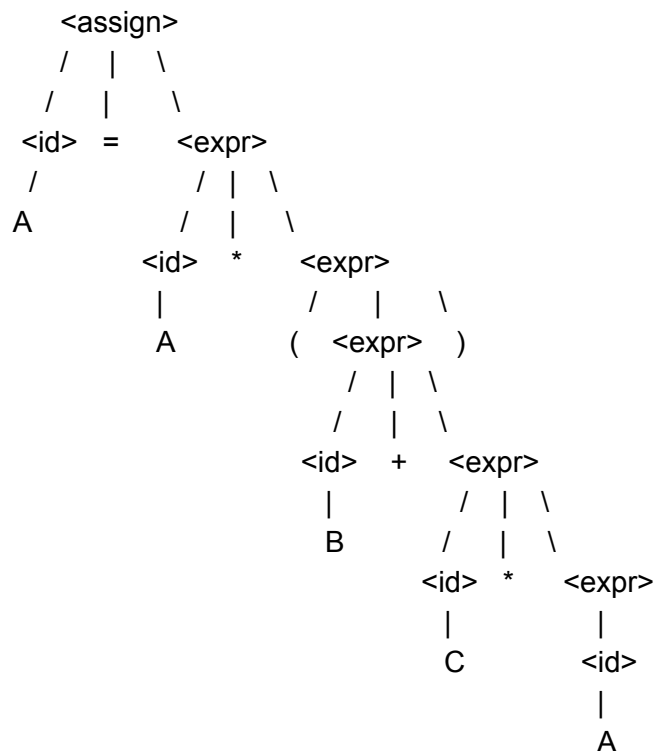 <assign>
/ | \
/ | \
<id> = <expr>
/ / | \
A / | \
<id> * <expr>
| / | \
A ( <expr> )
/ | \
/ | \
<id> + <expr>
| / | \
B / | \
<id> * <expr>
| |
C <id>
|
A